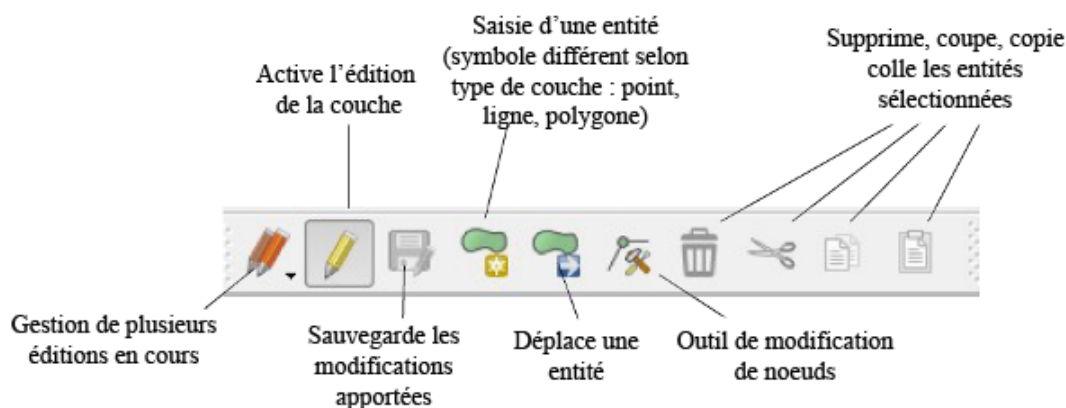 Saisie d’une entité
(symbole différent selon
type de couche : point,
ligne, polygone)
Supprime, coupe, copie
colle les entités
sélectionnées
Active l’édition
de la couche
Gestion de plusieurs
éditions en cours
Sauvegarde les
modifications
apportées
Déplace une
entité
Outil de modification
de noeuds